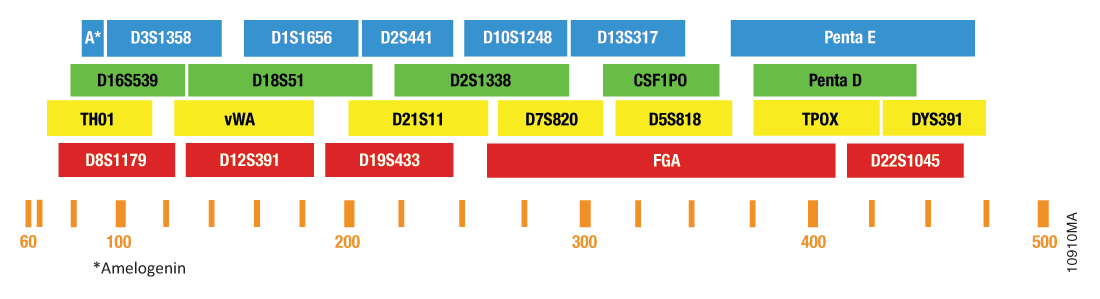 A* D3S1358 D1S1656 D2S441 D10S1248 D13S317 Penta E
D16S539 D18S51 D2S1338 CSF1PO Penta D
TH01 vWA D21S11 D7S820 D5S818 TPOX DYS391
D8S1179 D12S391 D19S433 FGA D22S1045
60 100 200 300 400 500
*Amelogenin
10910MA